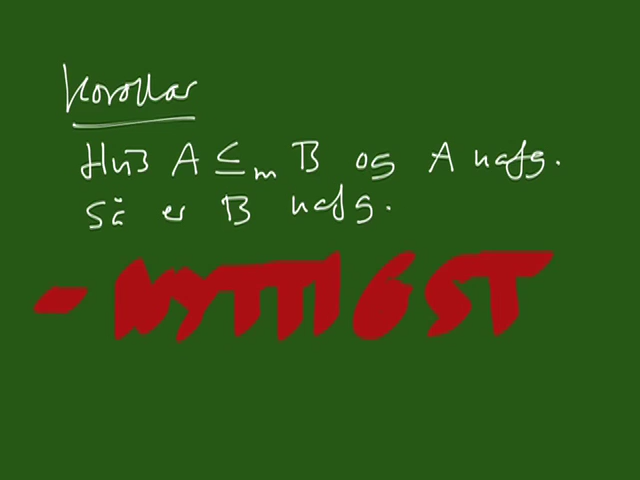 Korollar
Hvis A ≤m B og A uafg.
Så er B uafg.
- NYTTIGST